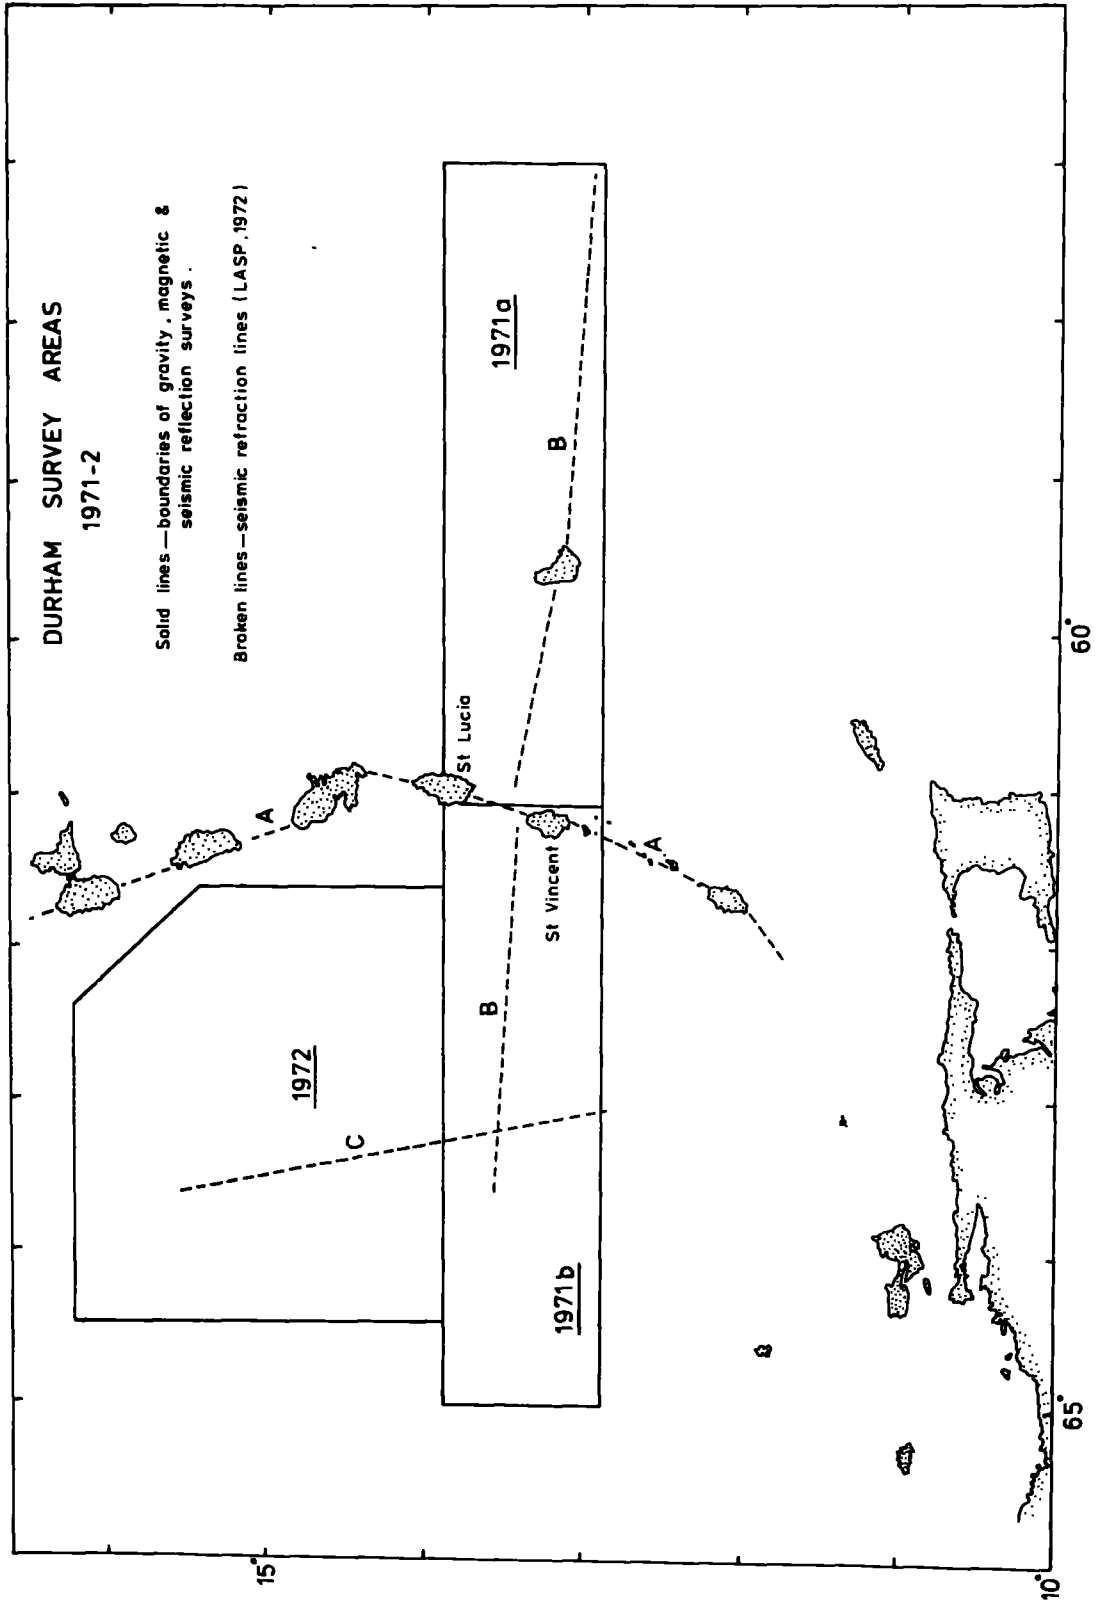 DURHAM SURVEY AREAS
1971-2
Solid lines—boundaries of gravity, magnetic &
seismic reflection surveys.
Broken lines—seismic refraction lines (LASP,1972)
1971a
B
St Lucia
A
St Vincent
A
B
1972
C
1971b
15°
10°
65°
60°